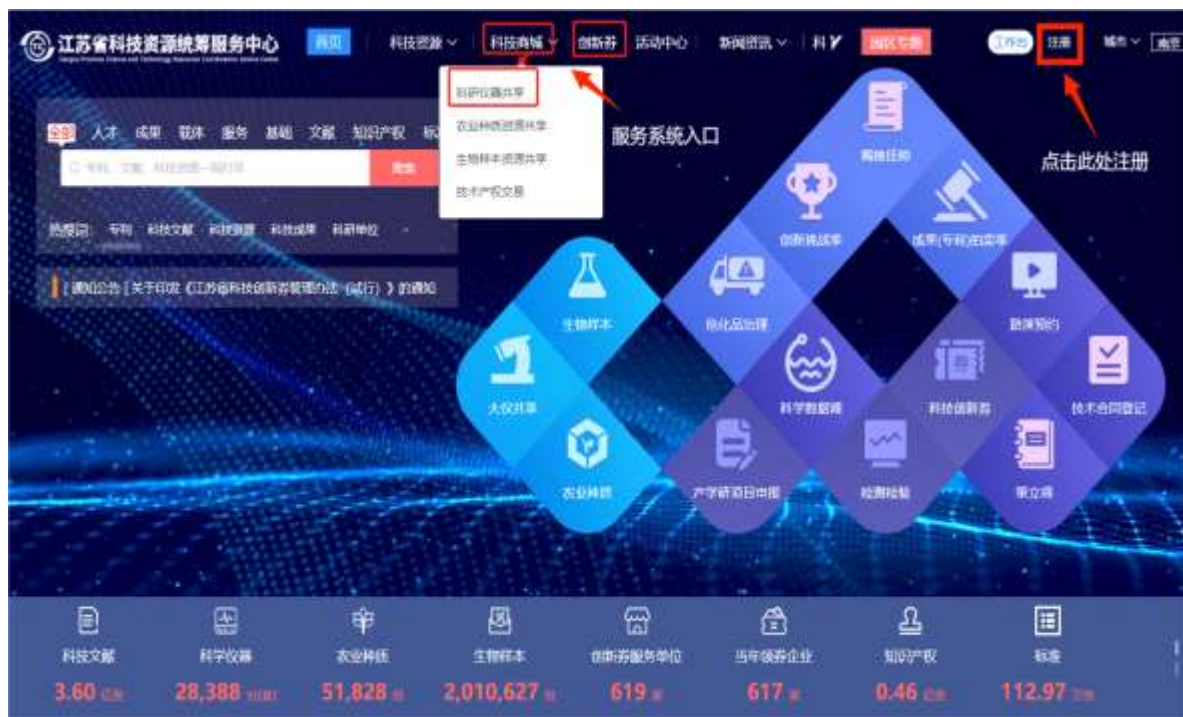 江苏省科技资源统筹服务中心
首页 科技资源 科技商城 创新券 活动中心 新闻资讯 科 园区专题 工作台 注册 城市 南京
科研仪器共享
农业种质资源共享
生物样本资源共享
技术产权交易
全部 人才 成果 载体 服务 基础 文献 知识产权
搜索
服务系统入口
点击此处注册
热搜词: 专利 科技文献 科技成果 科研单位
[ 通知公告 [ 关于印发《江苏省科技创新券管理办法（试行）》的通知
创新挑战季
成果(专利)拍卖季
生物样本
危化品治理
路演预约
大仪共享
科学数据
科技创新券
技术合同登记
农业种质
产学研项目申报
检测检验
科技文献 科学仪器 农业种质 生物样本 创新券服务单位 当年领券企业 知识产权 标准
3.60 28,388 51,828 2,010,627 619 617 0.46 112.97